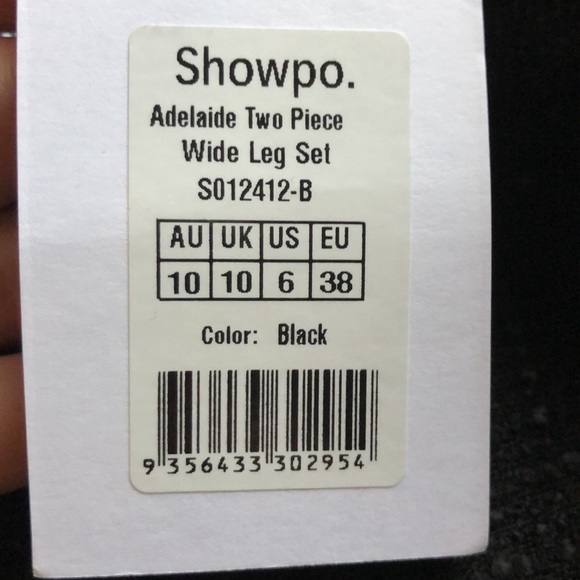 Showpo.
Adelaide Two Piece
Wide Leg Set
S012412-B
AU UK US EU
10 10 6 38
Color: Black
9 356433 302954